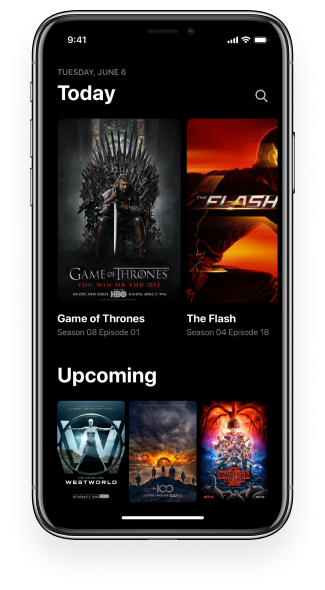 9:41
TUESDAY, JUNE 6
Today
GAME OF THRONES
YOU WIN OR YOU DIE
AN EPIC NEW SERIES HBO SUNDAY, APRIL 17, 9PM
THE FLASH
Game of Thrones
Season 08 Episode 01
The Flash
Season 04 Episode 18
Upcoming
WESTWORLD
HBO
THE 100
STRANGER THINGS
NETFLIX